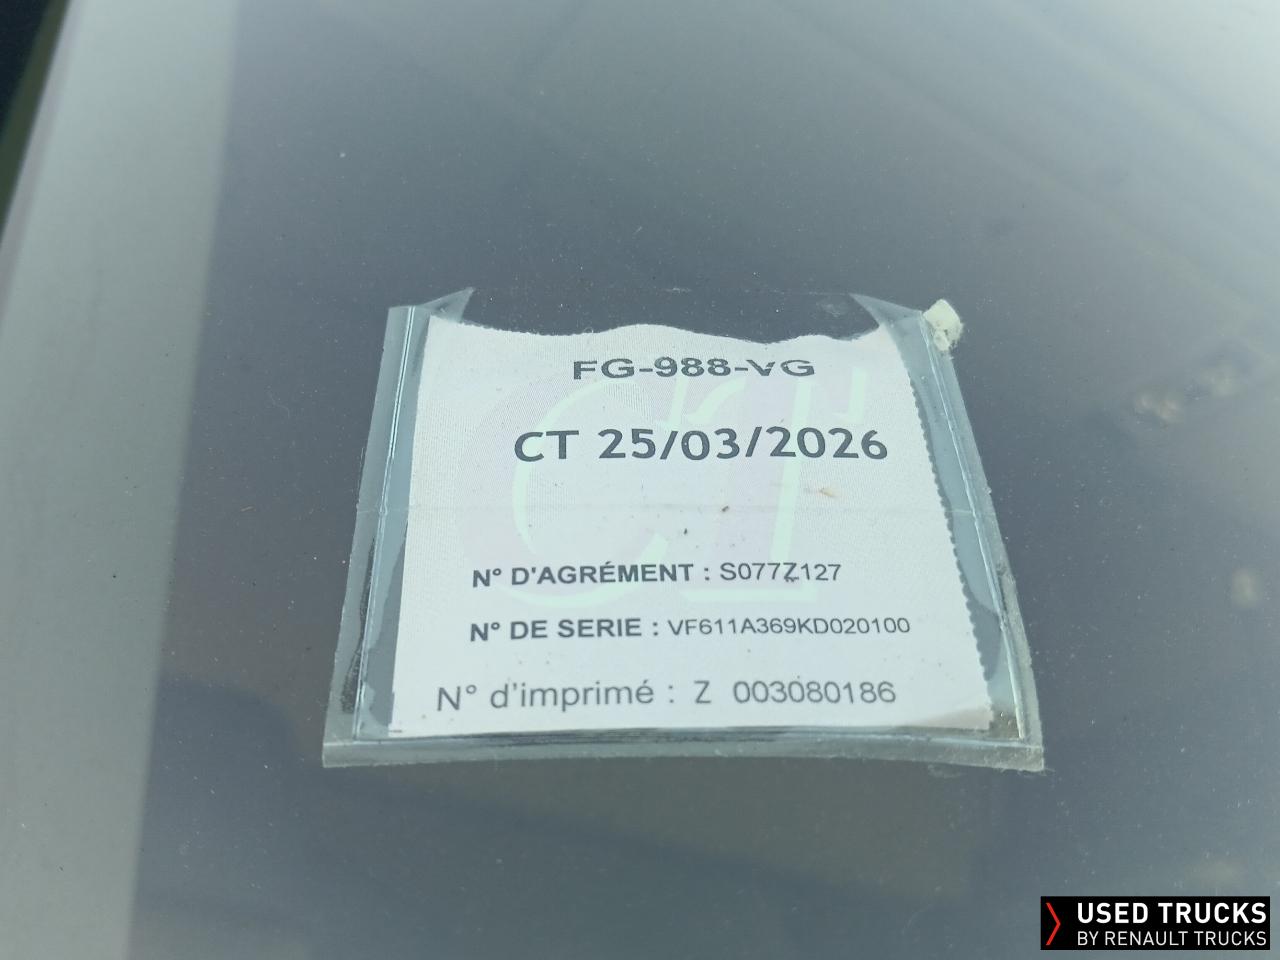 FG-988-VG
CT 25/03/2026
N° D'AGRÉMENT : S077Z127
N° DE SERIE : VF611A369KD020100
N° d'imprimé : Z 003080186
USED TRUCKS
BY RENAULT TRUCKS